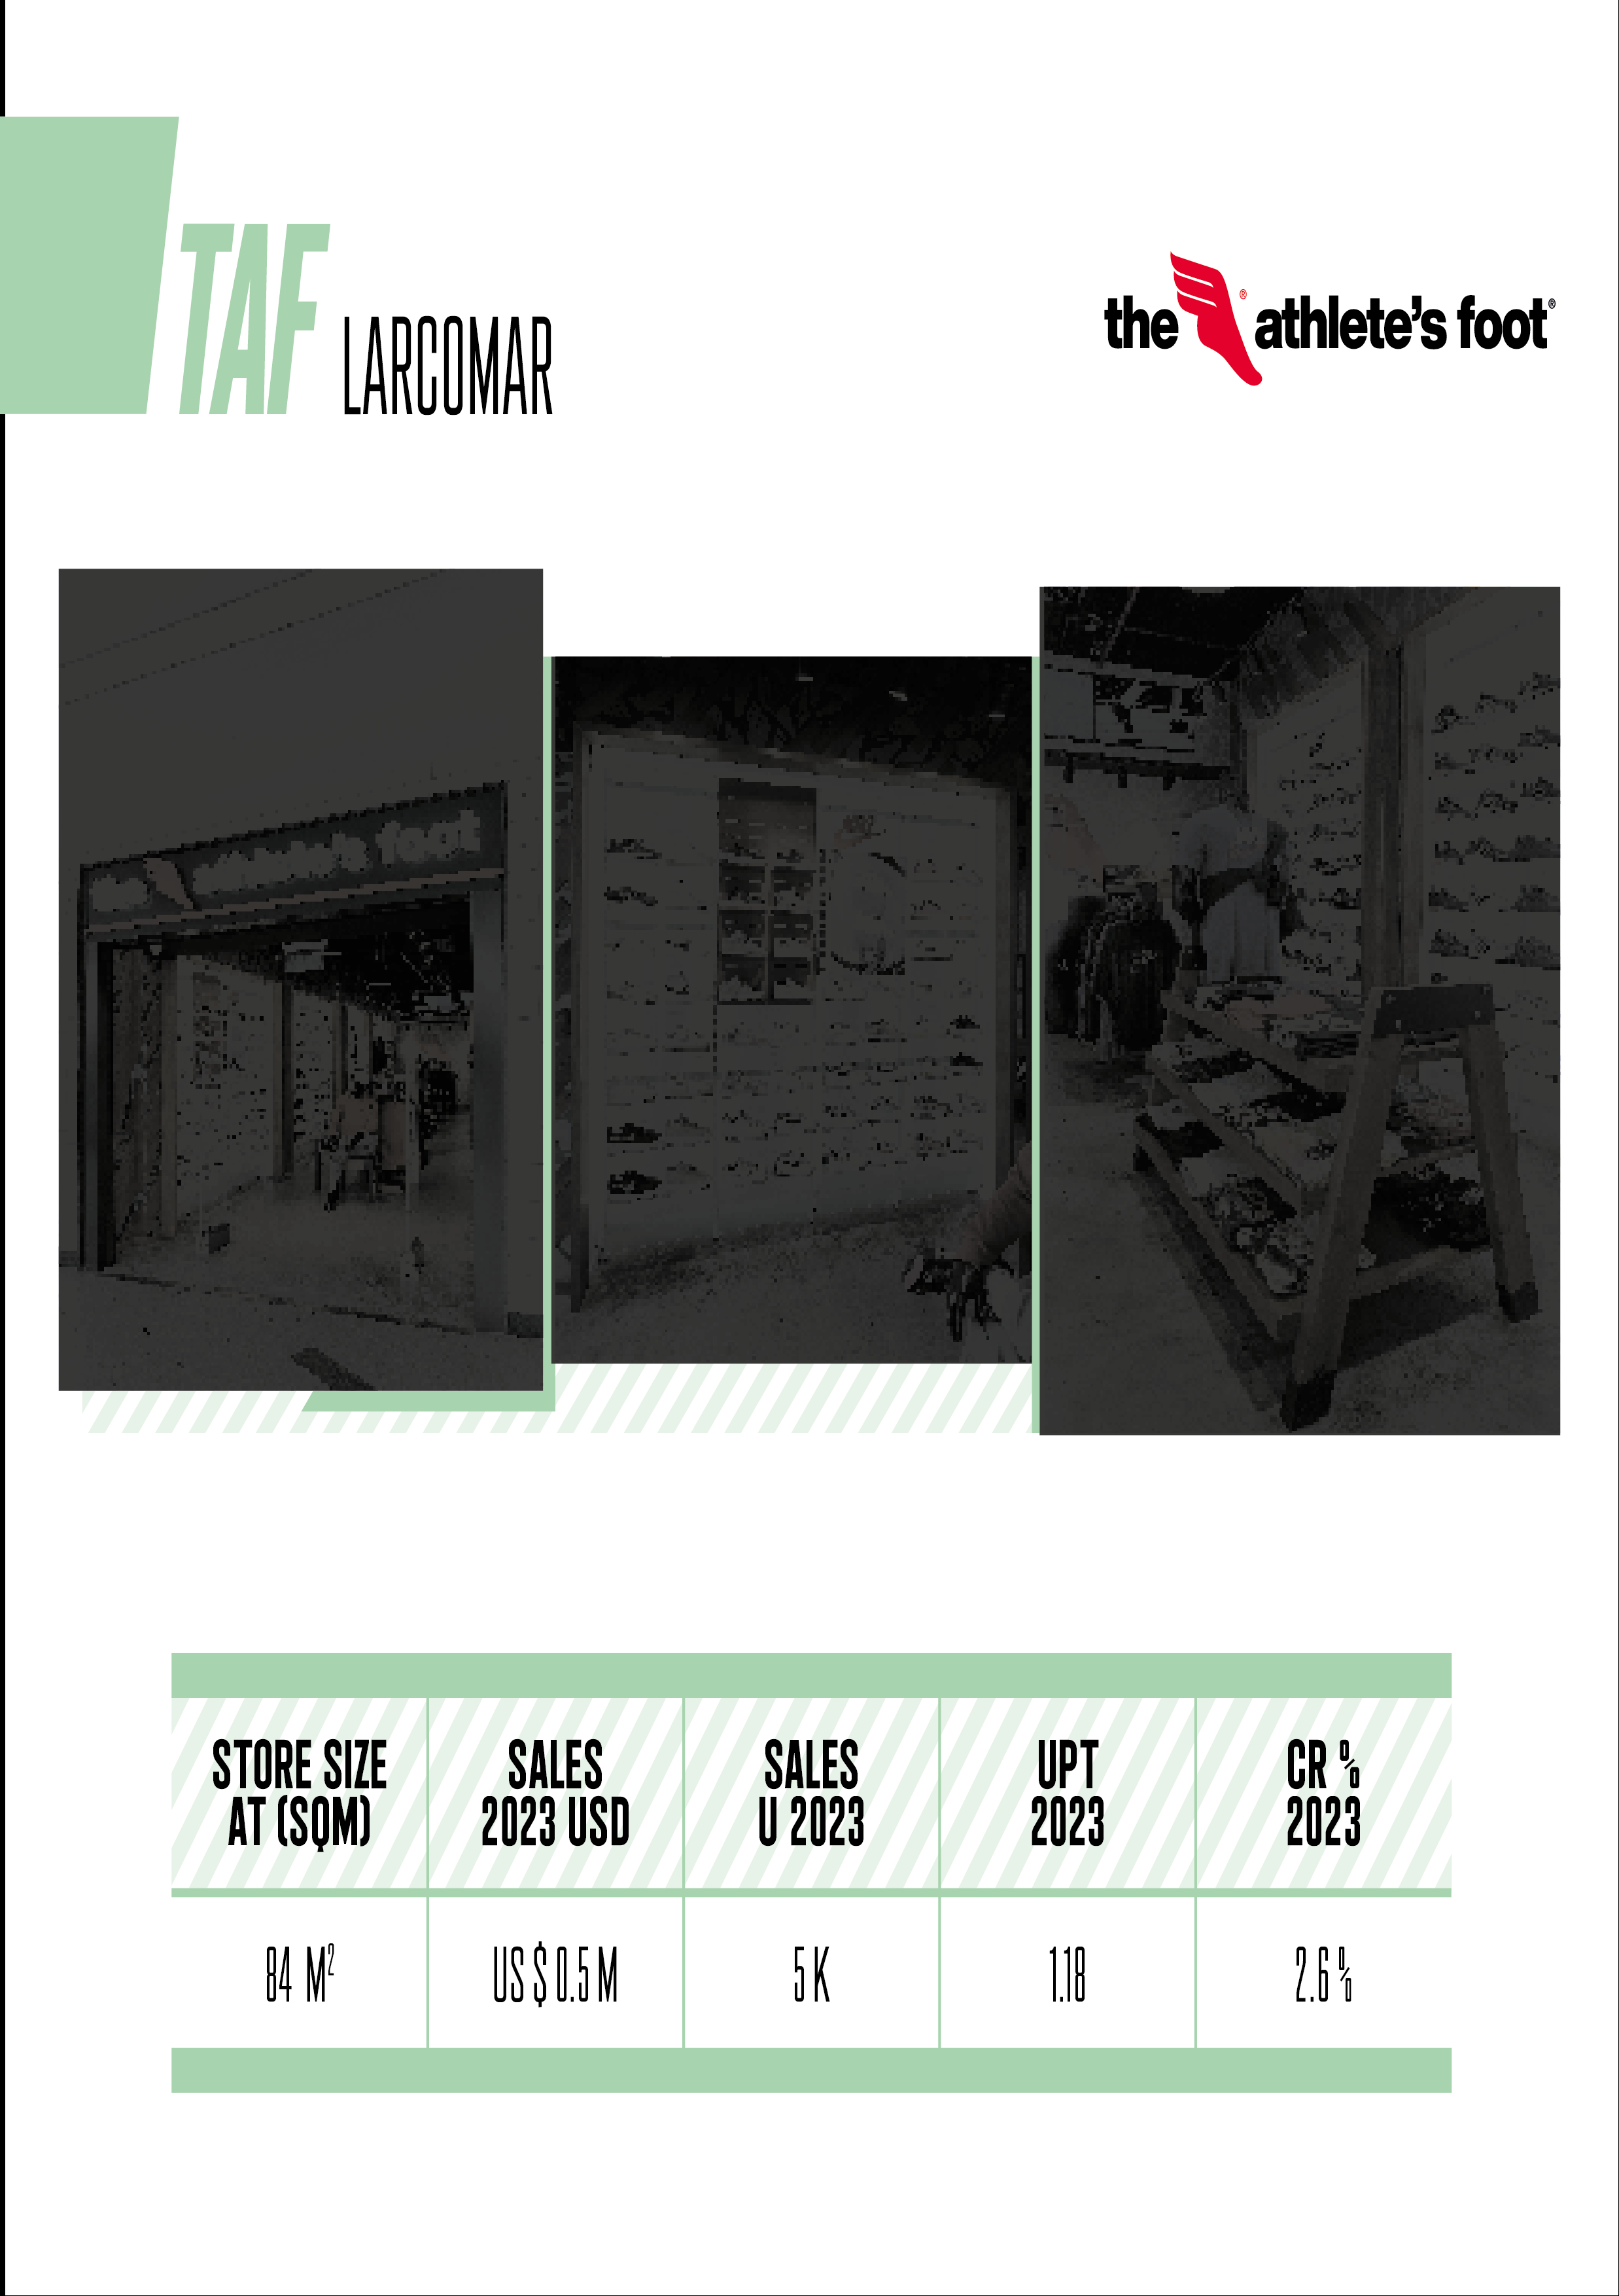 TAF LARCOMAR
the athlete's foot®
STORE SIZE
AT (SQM)
SALES
2023 USD
SALES
U 2023
UPT
2023
CR %
2023
84 M²
US $ 0.5 M
5 K
1.18
2.6 %